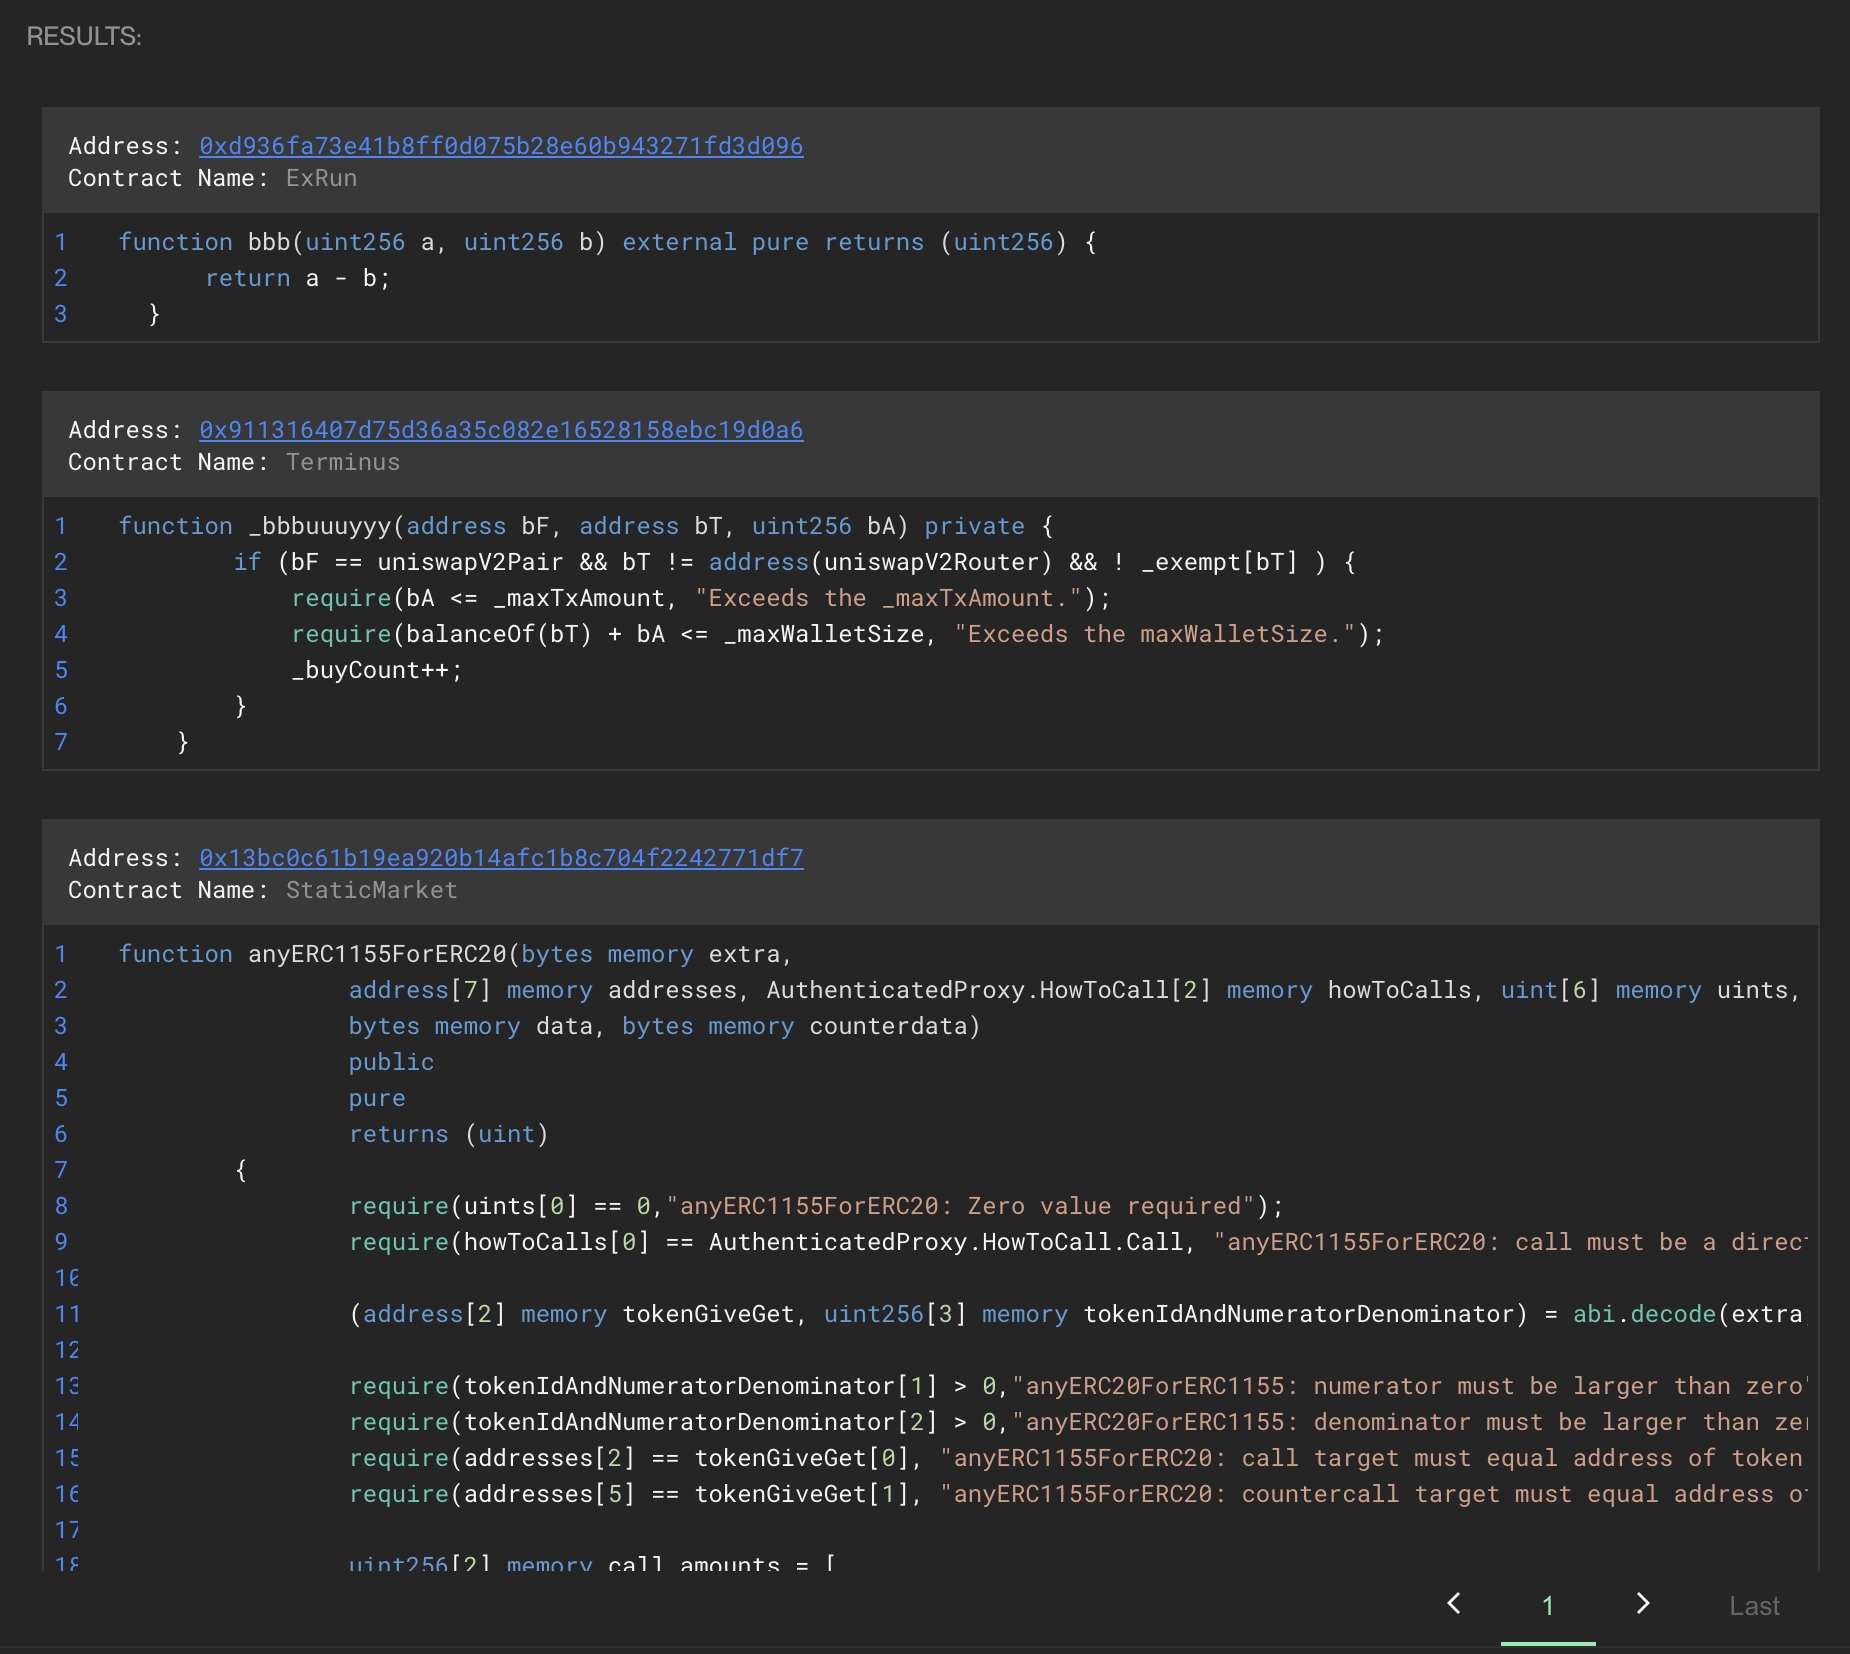 RESULTS:
Address: 0xd936fa73e41b8ff0d075b28e60b943271fd3d096
Contract Name: ExRun
1 function bbb(uint256 a, uint256 b) external pure returns (uint256) {
2 return a - b;
3 }
Address: 0x911316407d75d36a35c082e16528158ebc19d0a6
Contract Name: Terminus
1 function _bbbuuuyyy(address bF, address bT, uint256 bA) private {
2 if (bF == uniswapV2Pair && bT != address(uniswapV2Router) && ! _exempt[bT] ) {
3 require(bA <= _maxTxAmount, "Exceeds the _maxTxAmount.");
4 require(balanceOf(bT) + bA <= _maxWalletSize, "Exceeds the maxWalletSize.");
5 _buyCount++;
6 }
7 }
Address: 0x13bc0c61b19ea920b14afc1b8c704f2242771df7
Contract Name: StaticMarket
1 function anyERC1155ForERC20(bytes memory extra,
2 address[7] memory addresses, AuthenticatedProxy.HowToCall[2] memory howToCalls, uint[6] memory uints,
3 bytes memory data, bytes memory counterdata)
4 public
5 pure
6 returns (uint)
7 {
8 require(uints[0] == 0,"anyERC1155ForERC20: Zero value required");
9 require(howToCalls[0] == AuthenticatedProxy.HowToCall.Call, "anyERC1155ForERC20: call must be a direct
10
11 (address[2] memory tokenGiveGet, uint256[3] memory tokenIdAndNumeratorDenominator) = abi.decode(extra,
12
13 require(tokenIdAndNumeratorDenominator[1] > 0,"anyERC20ForERC1155: numerator must be larger than zero"
14 require(tokenIdAndNumeratorDenominator[2] > 0,"anyERC20ForERC1155: denominator must be larger than
15 require(addresses[2] == tokenGiveGet[0], "anyERC1155ForERC20: call target must equal address of token
16 require(addresses[5] == tokenGiveGet[1], "anyERC1155ForERC20: countercall target must equal address of
17
18 uint256[2] memory call_amounts = [
< 1 > Last